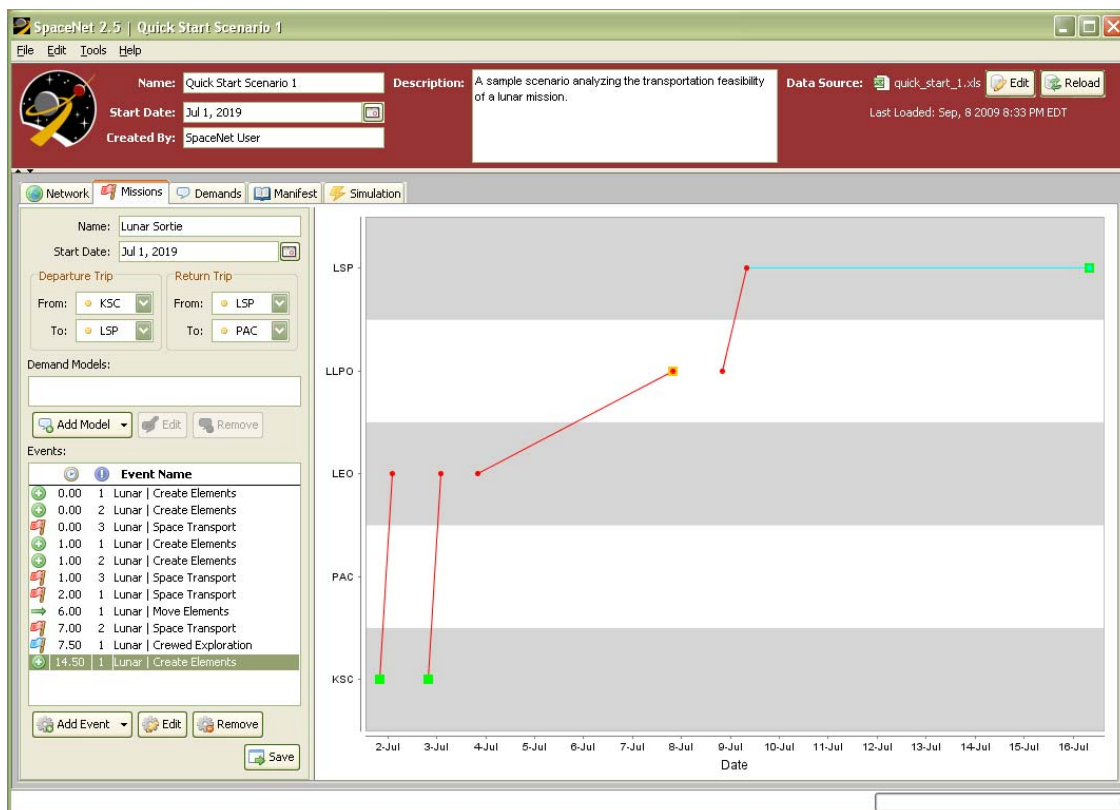 SpaceNet 2.5 | Quick Start Scenario 1
File Edit Tools Help
Name: Quick Start Scenario 1
Start Date: Jul 1, 2019
Created By: SpaceNet User
Description: A sample scenario analyzing the transportation feasibility
of a lunar mission.
Data Source: quick_start_1.xls Edit Reload
Last Loaded: Sep, 8 2009 8:33 PM EDT
Network Missions Demands Manifest Simulation
Name: Lunar Sortie
Start Date: Jul 1, 2019
Departure Trip Return Trip
From: KSC From: LSP
To: LSP To: PAC
Demand Models:
Add Model Edit Remove
Events:
Event Name
0.00 1 Lunar | Create Elements
0.00 2 Lunar | Create Elements
0.00 3 Lunar | Space Transport
1.00 1 Lunar | Create Elements
1.00 2 Lunar | Create Elements
1.00 3 Lunar | Space Transport
2.00 1 Lunar | Space Transport
6.00 1 Lunar | Move Elements
7.00 2 Lunar | Space Transport
7.50 1 Lunar | Crewed Exploration
14.50 1 Lunar | Create Elements
Add Event Edit Remove
Save
LSP
LLPO
LEO
PAC
KSC
2-Jul 3-Jul 4-Jul 5-Jul 6-Jul 7-Jul 8-Jul 9-Jul 10-Jul 11-Jul 12-Jul 13-Jul 14-Jul 15-Jul 16-Jul
Date